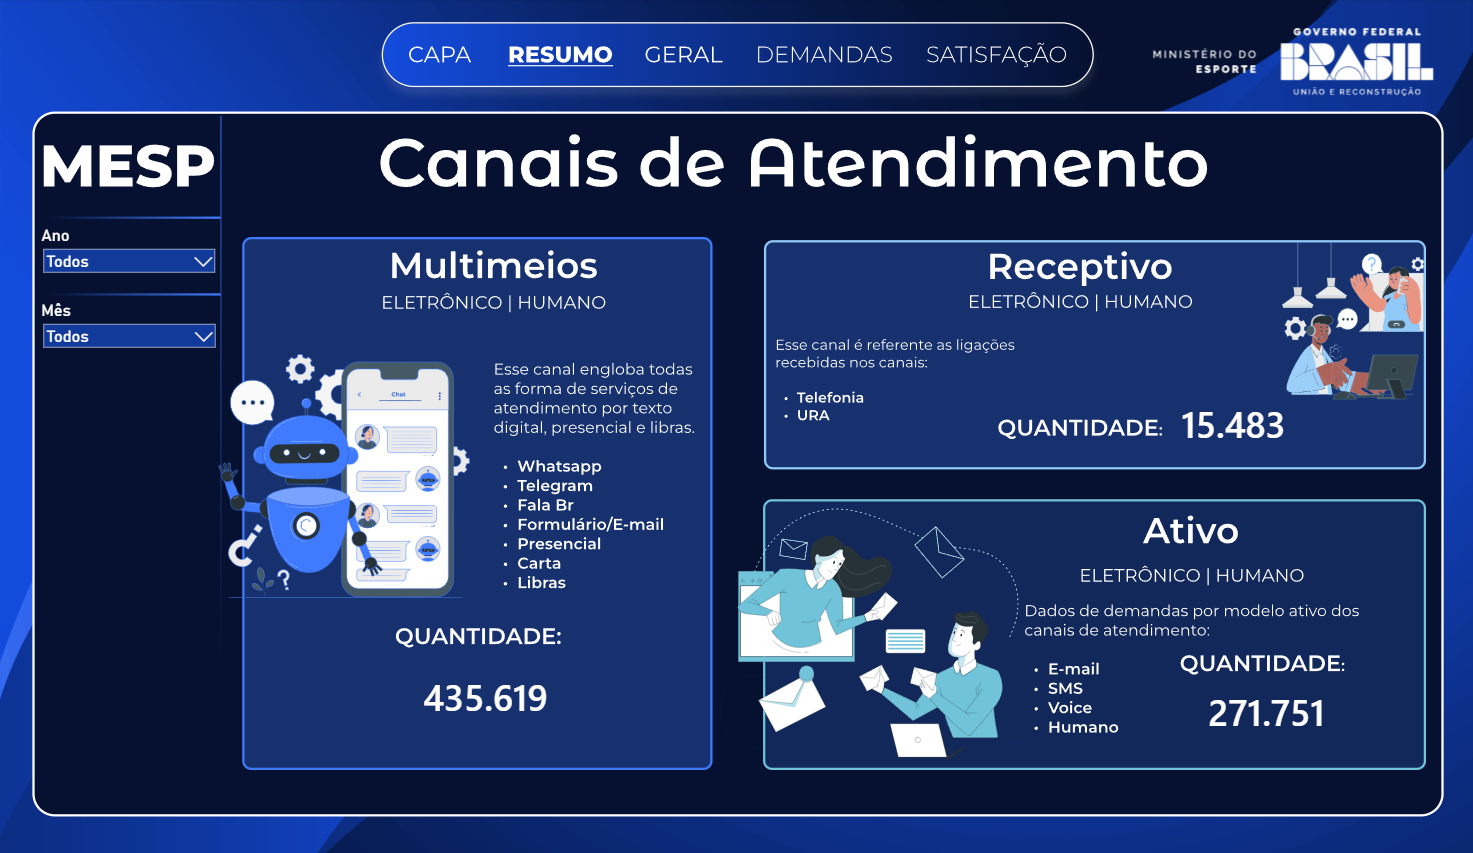 CAPA
RESUMO
GERAL
DEMANDAS
SATISFAÇÃO
MINISTÉRIO DO
ESPORTE
GOVERNO FEDERAL
BRASIL
UNIÃO E RECONSTRUÇÃO
MESP
Ano
Todos
Mês
Todos
Canais de Atendimento
Multimeios
ELETRÔNICO | HUMANO
Chat
Esse canal engloba todas
as forma de serviços de
atendimento por texto
digital, presencial e libras.
• Whatsapp
• Telegram
• Fala Br
• Formulário/E-mail
• Presencial
• Carta
• Libras
QUANTIDADE:
435.619
Receptivo
ELETRÔNICO | HUMANO
Esse canal é referente as ligações
recebidas nos canais:
• Telefonia
• URA
QUANTIDADE: 15.483
Ativo
ELETRÔNICO | HUMANO
Dados de demandas por modelo ativo dos
canais de atendimento:
• E-mail
• SMS
• Voice
• Humano
QUANTIDADE:
271.751